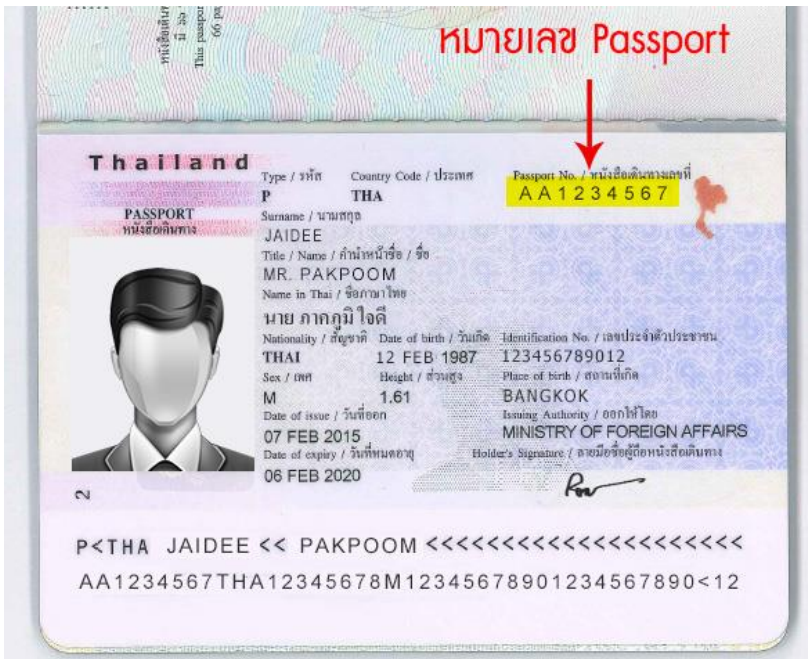 หมายเลข Passport
Thailand
PASSPORT
หนังสือเดินทาง
Type / รหัส Country Code / ประเทศ Passport No. / หนังสือเดินทางเลขที่
P THA AA1234567
Surname / นามสกุล
JAIDEE
Title / Name / คำนำหน้าชื่อ / ชื่อ
MR. PAKPOOM
Name in Thai / ชื่อภาษาไทย
นาย ภาคภูมิ ใจดี
Nationality / สัญชาติ Date of birth / วันเกิด Identification No. / เลขประจำตัวประชาชน
THAI 12 FEB 1987 123456789012
Sex / เพศ Height / ส่วนสูง Place of birth / สถานที่เกิด
M 1.61 BANGKOK
Date of issue / วันที่ออก Issuing Authority / ออกให้โดย
07 FEB 2015 MINISTRY OF FOREIGN AFFAIRS
Date of expiry / วันที่หมดอายุ Holder's Signature / ลายมือชื่อผู้ถือหนังสือเดินทาง
06 FEB 2020
2
P<THA JAIDEE << PAKPOOM <<<<<<<<<<<<<<<<<<<<<
AA1234567THA12345678M12345678901234567890<12